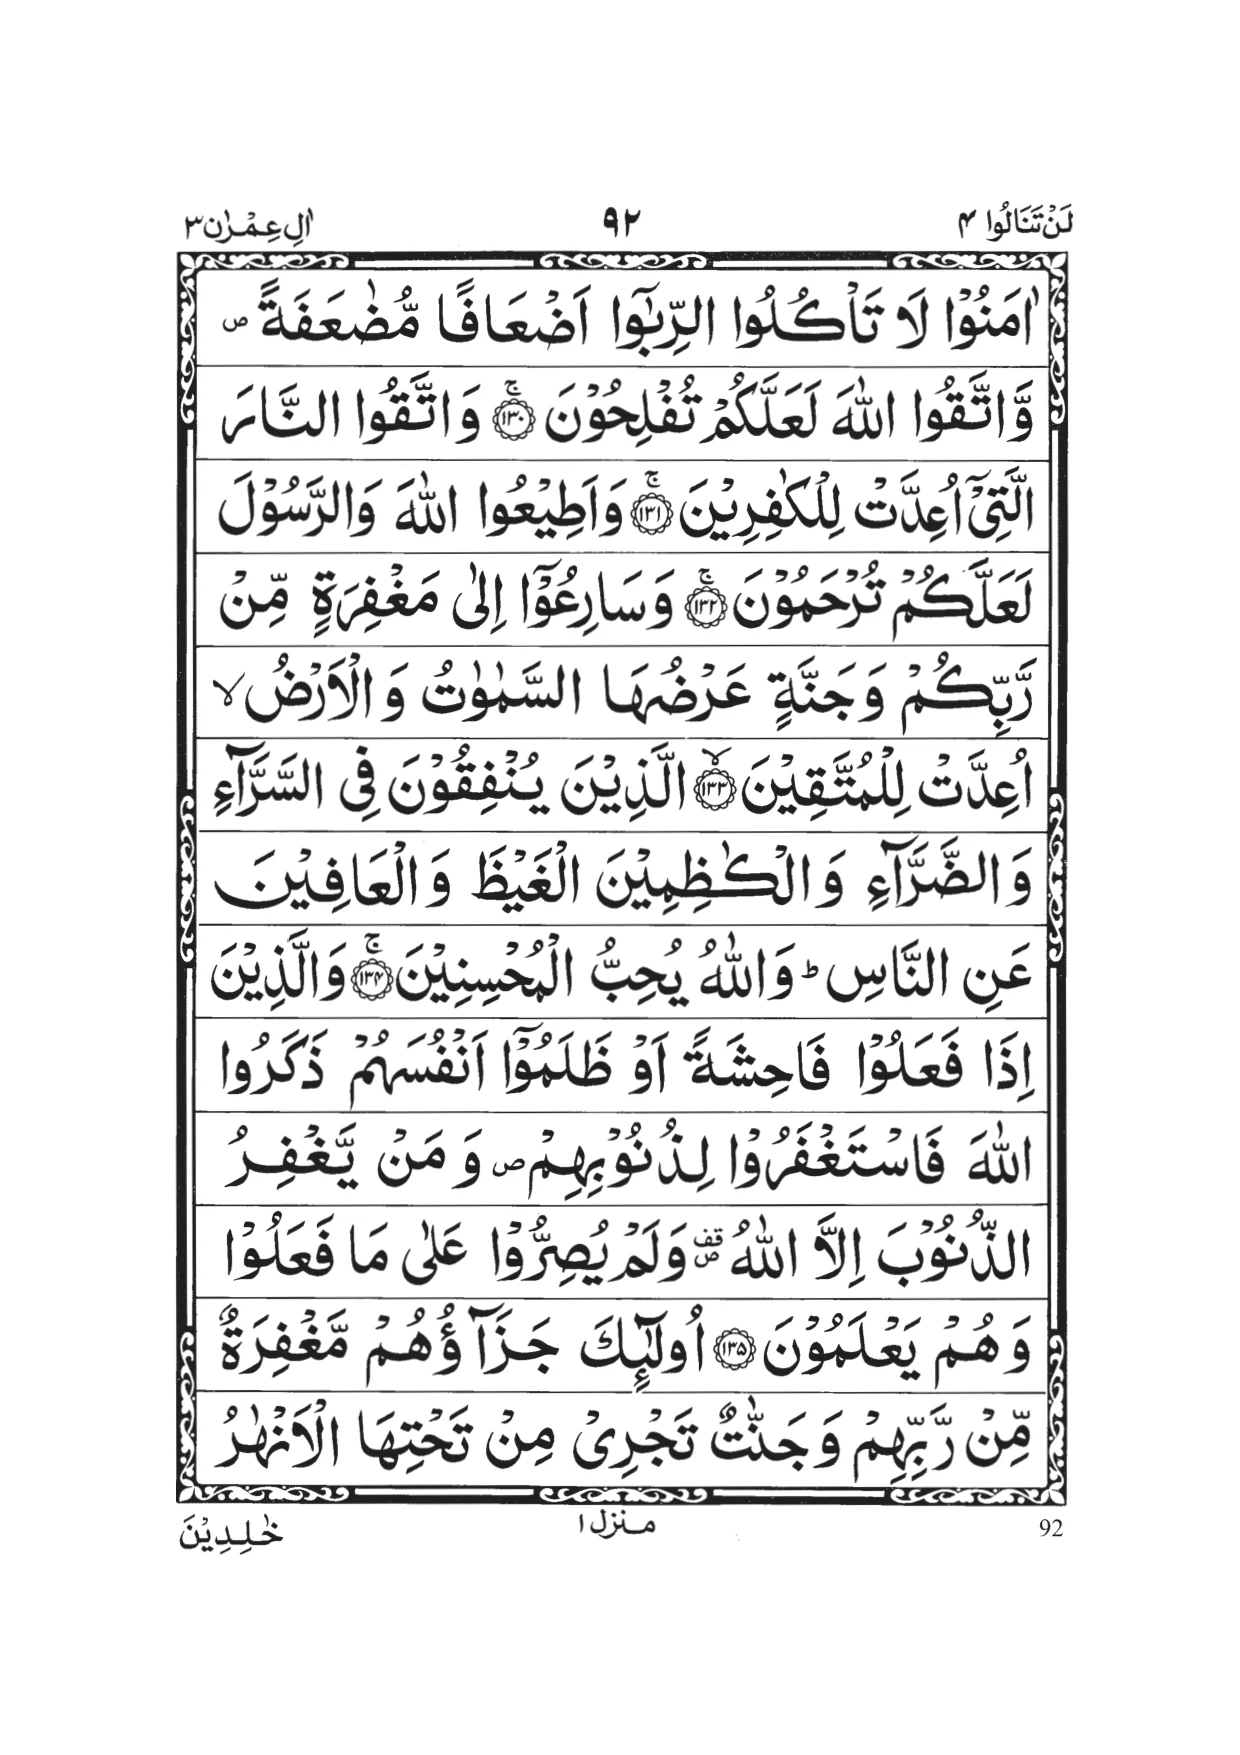 لَنْ تَنَالُوا ۴
۹۲
اٰلِ عِمْرٰن ۳
اٰمَنُوْا لَا تَاْكُلُوا الرِّبٰۤوا اَضْعَافًا مُّضٰعَفَةً ۪
وَّاتَّقُوا اللّٰهَ لَعَلَّكُمْ تُفْلِحُوْنَ ۚ﴿۱۳۰﴾ وَاتَّقُوا النَّارَ
الَّتِيْۤ اُعِدَّتْ لِلْكٰفِرِيْنَ ۚ﴿۱۳۱﴾ وَاَطِيْعُوا اللّٰهَ وَالرَّسُوْلَ
لَعَلَّكُمْ تُرْحَمُوْنَ ۚ﴿۱۳۲﴾ وَسَارِعُوْۤا اِلٰى مَغْفِرَةٍ مِّنْ
رَّبِّكُمْ وَجَنَّةٍ عَرْضُهَا السَّمٰوٰتُ وَالْاَرْضُ ۙ
اُعِدَّتْ لِلْمُتَّقِيْنَ ۙ﴿۱۳۳﴾ الَّذِيْنَ يُنْفِقُوْنَ فِى السَّرَّآءِ
وَالضَّرَّآءِ وَالْكٰظِمِيْنَ الْغَيْظَ وَالْعَافِيْنَ
عَنِ النَّاسِ ؕ وَاللّٰهُ يُحِبُّ الْمُحْسِنِيْنَ ۚ﴿۱۳۴﴾ وَالَّذِيْنَ
اِذَا فَعَلُوْا فَاحِشَةً اَوْ ظَلَمُوْۤا اَنْفُسَهُمْ ذَكَرُوا
اللّٰهَ فَاسْتَغْفَرُوْا لِذُنُوْبِهِمْ ۪ وَمَنْ يَّغْفِرُ
الذُّنُوْبَ اِلَّا اللّٰهُ ۪۟ وَلَمْ يُصِرُّوْا عَلٰى مَا فَعَلُوْا
وَهُمْ يَعْلَمُوْنَ ﴿۱۳۵﴾ اُولٰٓئِكَ جَزَآؤُهُمْ مَّغْفِرَةٌ
مِّنْ رَّبِّهِمْ وَجَنّٰتٌ تَجْرِىْ مِنْ تَحْتِهَا الْاَنْهٰرُ
92
منزل ۱
خٰلِدِيْنَ